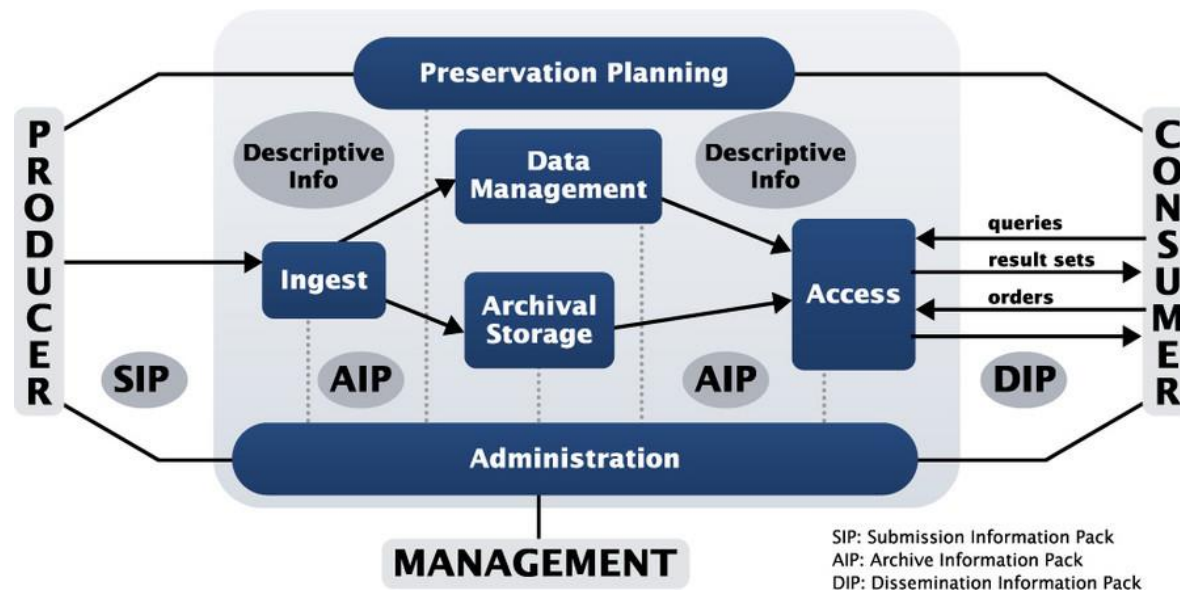 Preservation Planning
PRODUCER
CONSUMER
Descriptive
Info
Data
Management
Descriptive
Info
queries
result sets
orders
Ingest
Archival
Storage
Access
SIP
AIP
AIP
DIP
Administration
MANAGEMENT
SIP: Submission Information Pack
AIP: Archive Information Pack
DIP: Dissemination Information Pack